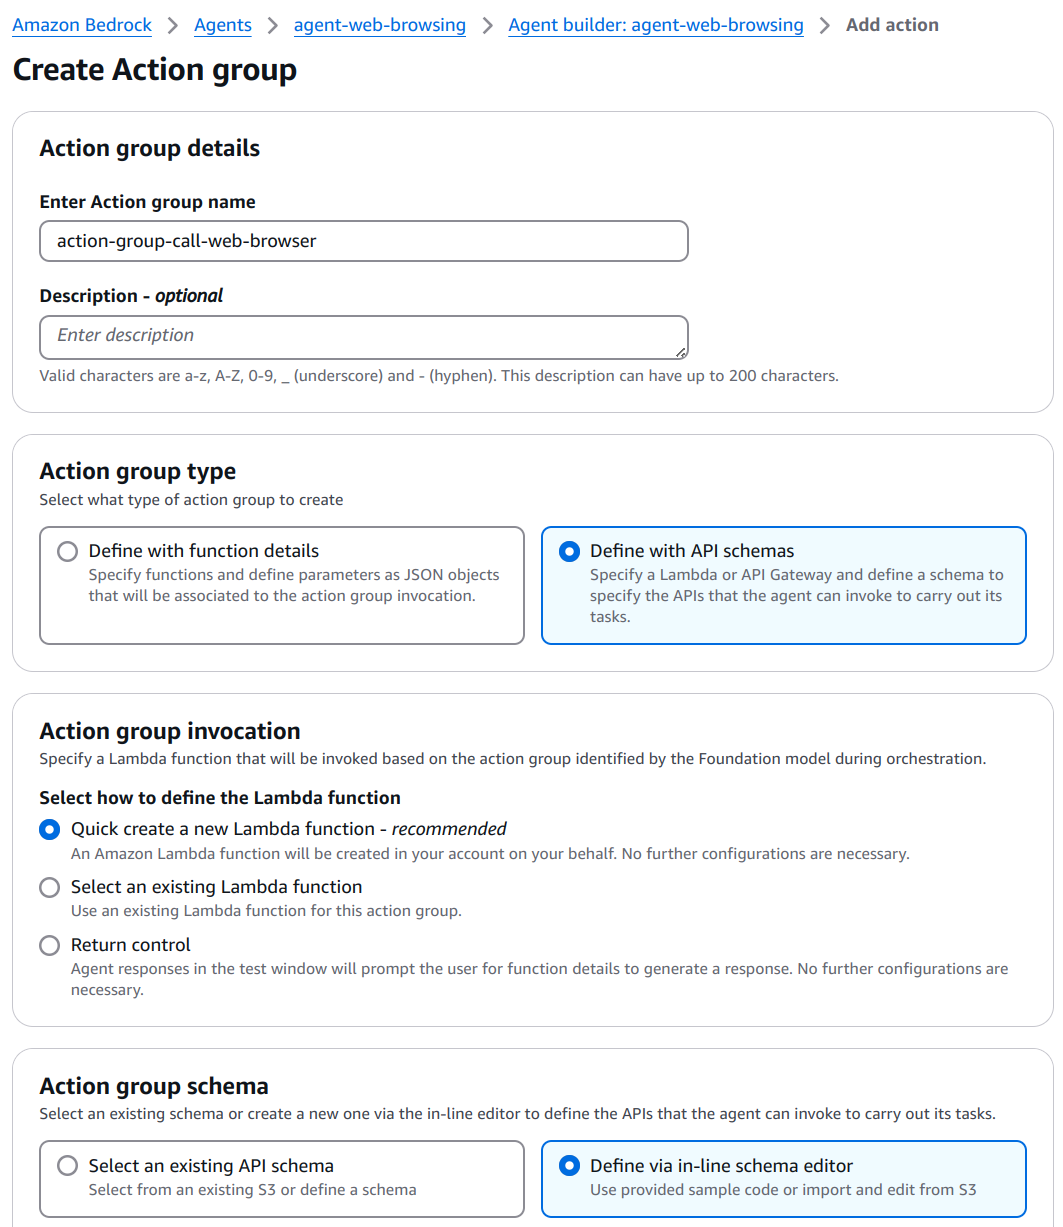 Amazon Bedrock > Agents > agent-web-browsing > Agent builder: agent-web-browsing > Add action
Create Action group
Action group details
Enter Action group name
action-group-call-web-browser
Description - optional
Enter description
Valid characters are a-z, A-Z, 0-9, _ (underscore) and - (hyphen). This description can have up to 200 characters.
Action group type
Select what type of action group to create
Define with function details
Specify functions and define parameters as JSON objects
that will be associated to the action group invocation.
Define with API schemas
Specify a Lambda or API Gateway and define a schema to
specify the APIs that the agent can invoke to carry out its
tasks.
Action group invocation
Specify a Lambda function that will be invoked based on the action group identified by the Foundation model during orchestration.
Select how to define the Lambda function
Quick create a new Lambda function - recommended
An Amazon Lambda function will be created in your account on your behalf. No further configurations are necessary.
Select an existing Lambda function
Use an existing Lambda function for this action group.
Return control
Agent responses in the test window will prompt the user for function details to generate a response. No further configurations are
necessary.
Action group schema
Select an existing schema or create a new one via the in-line editor to define the APIs that the agent can invoke to carry out its tasks.
Select an existing API schema
Select from an existing S3 or define a schema
Define via in-line schema editor
Use provided sample code or import and edit from S3